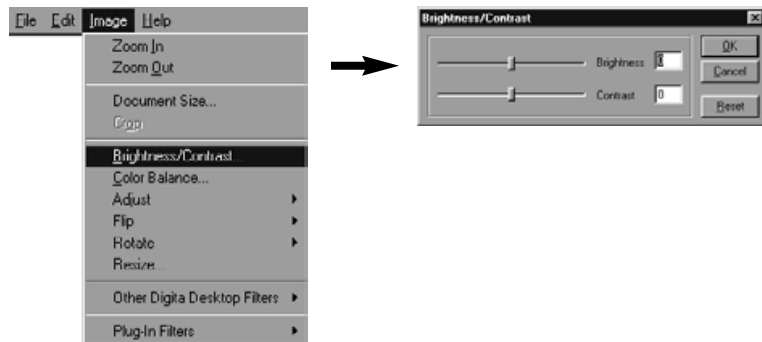 File Edit Image Help
Zoom In
Zoom Out
Document Size...
Crop
Brightness/Contrast...
Color Balance...
Adjust
Flip
Rotate
Resize...
Other Digita Desktop Filters
Plug-In Filters
Brightness/Contrast
Brightness 0
Contrast 0
OK
Cancel
Reset